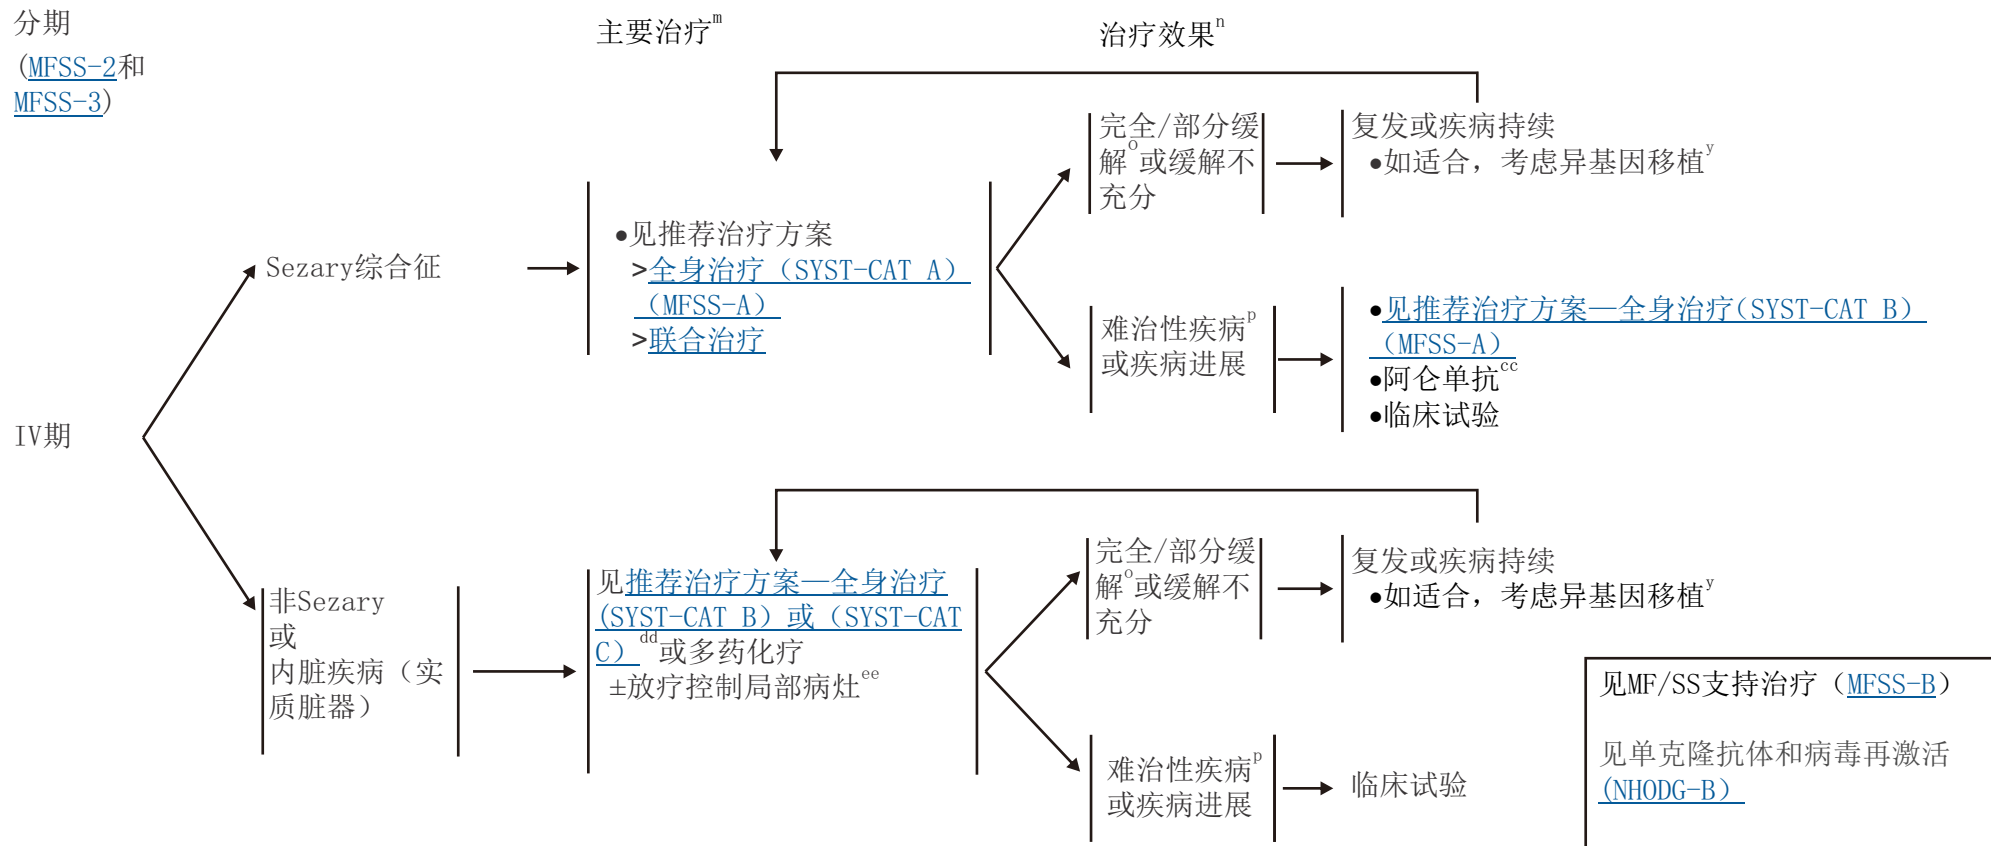 分期
(MFSS-2和
MFSS-3)
主要治疗m
治疗效果n
IV期
Sezary综合征
•见推荐治疗方案
>全身治疗（SYST-CAT A）
（MFSS-A）
>联合治疗
完全/部分缓
解o或缓解不
充分
复发或疾病持续
•如适合，考虑异基因移植y
难治性疾病p
或疾病进展
•见推荐治疗方案—全身治疗(SYST-CAT B）
（MFSS-A）
•阿仑单抗cc
•临床试验
非Sezary
或
内脏疾病（实
质脏器）
见推荐治疗方案—全身治疗
(SYST-CAT B）或（SYST-CAT
C）dd或多药化疗
±放疗控制局部病灶ee
完全/部分缓
解o或缓解不
充分
复发或疾病持续
•如适合，考虑异基因移植y
难治性疾病p
或疾病进展
临床试验
见MF/SS支持治疗（MFSS-B）
见单克隆抗体和病毒再激活
(NHODG-B）